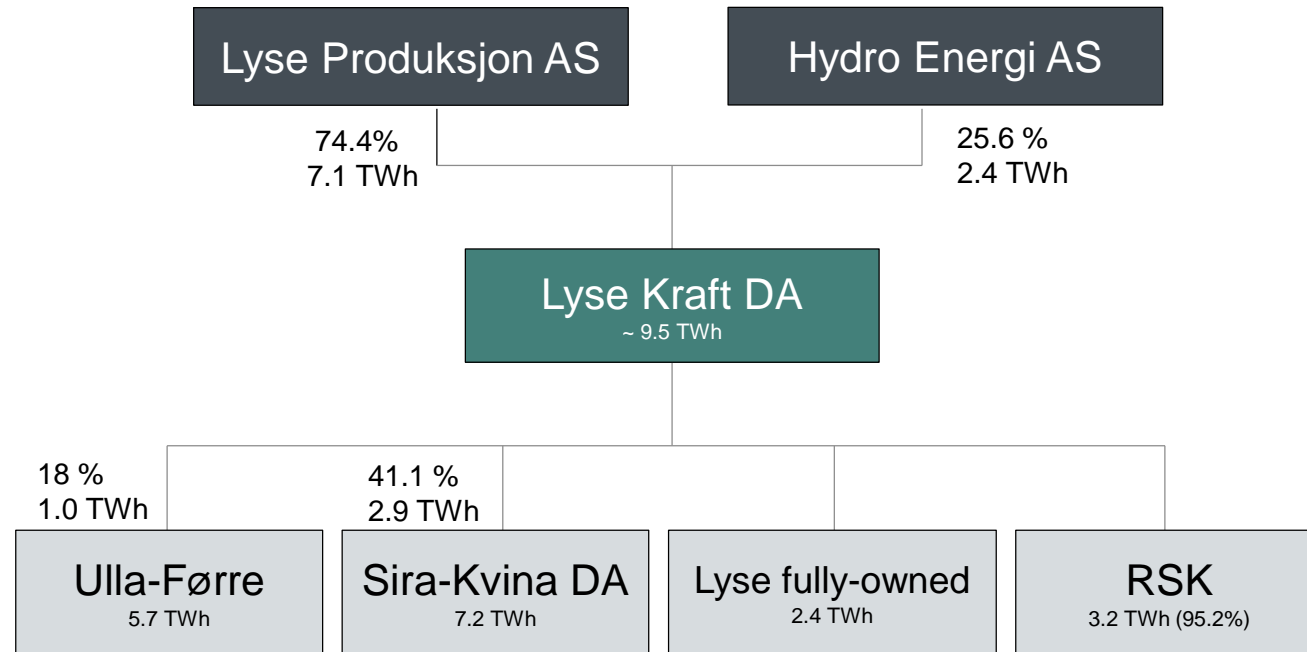 Lyse Produksjon AS
Hydro Energi AS
74.4%
7.1 TWh
25.6 %
2.4 TWh
Lyse Kraft DA
~ 9.5 TWh
18 %
1.0 TWh
41.1 %
2.9 TWh
Ulla-Førre
5.7 TWh
Sira-Kvina DA
7.2 TWh
Lyse fully-owned
2.4 TWh
RSK
3.2 TWh (95.2%)